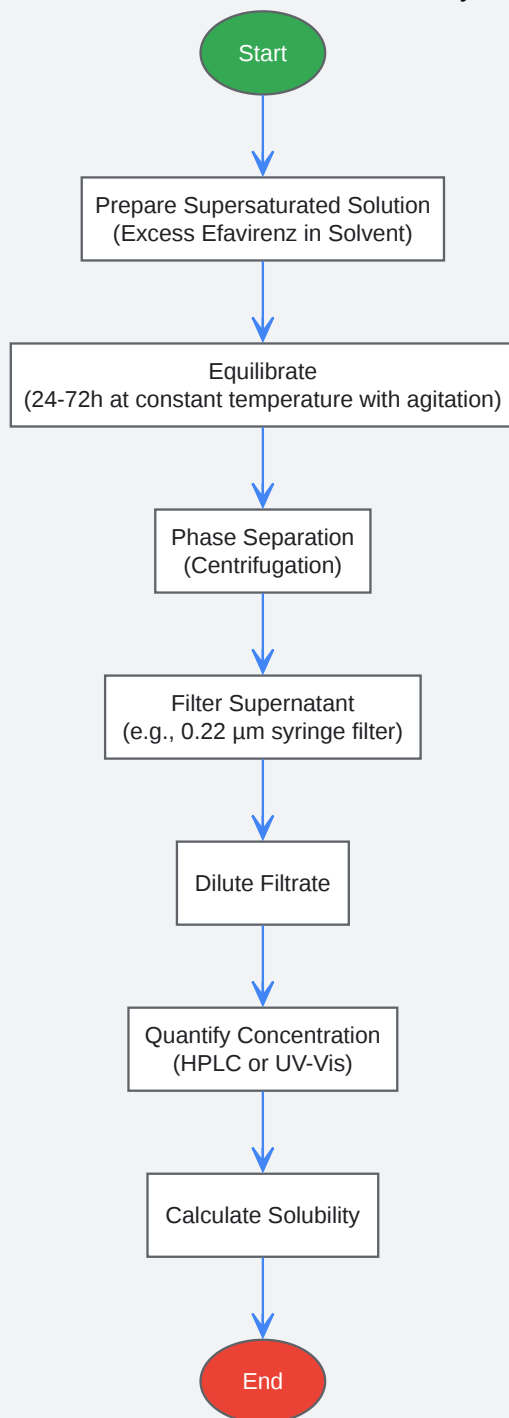 Start
Prepare Supersaturated Solution
(Excess Efavirenz in Solvent)
Equilibrate
(24-72h at constant temperature with agitation)
Phase Separation
(Centrifugation)
Filter Supernatant
(e.g., 0.22 µm syringe filter)
Dilute Filtrate
Quantify Concentration
(HPLC or UV-Vis)
Calculate Solubility
End